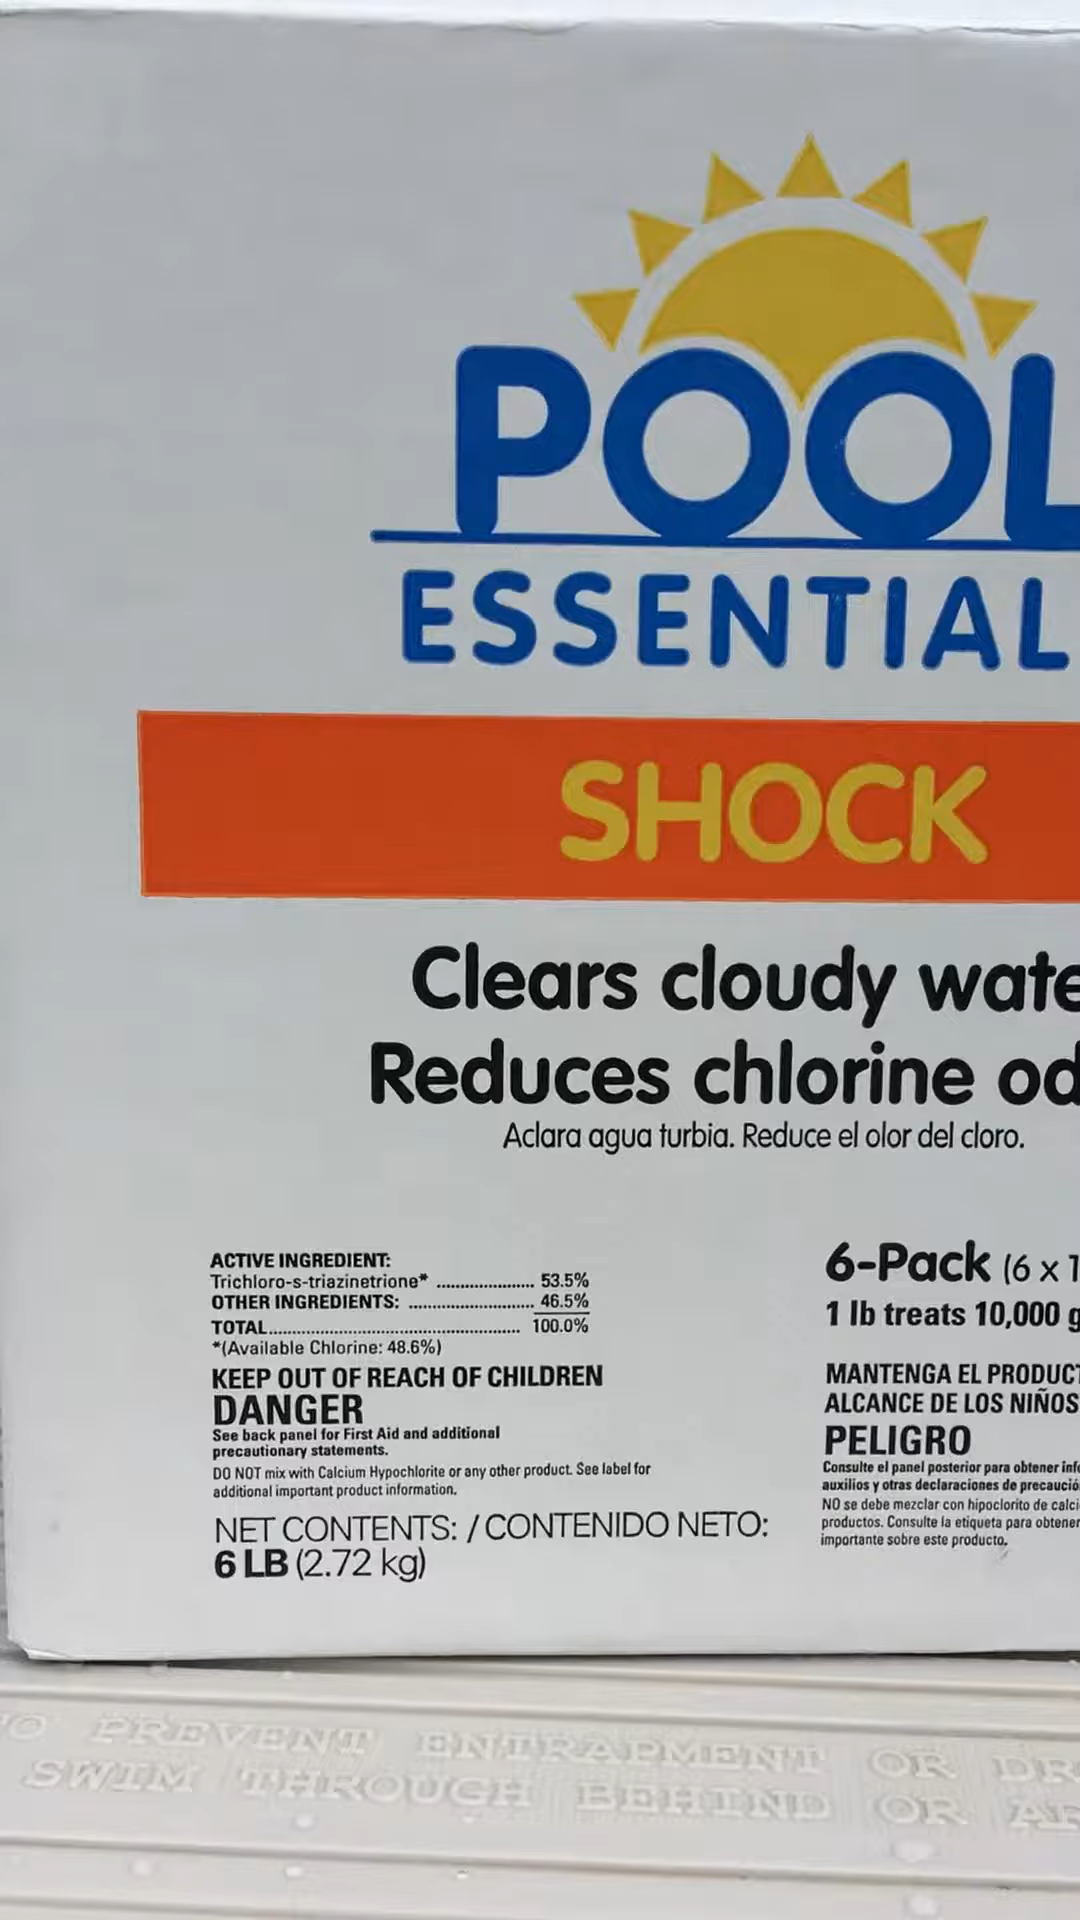 POOL
ESSENTIAL
SHOCK
Clears cloudy wate
Reduces chlorine od
Aclara agua turbia. Reduce el olor del cloro.
ACTIVE INGREDIENT:
Trichloro-s-triazinetrione* .................... 53.5%
OTHER INGREDIENTS: .......................... 46.5%
TOTAL..................................................... 100.0%
*(Available Chlorine: 48.6%)
KEEP OUT OF REACH OF CHILDREN
DANGER
See back panel for First Aid and additional
precautionary statements.
DO NOT mix with Calcium Hypochlorite or any other product. See label for
additional important product information.
NET CONTENTS: / CONTENIDO NETO:
6 LB (2.72 kg)
6-Pack (6 x 1
1 lb treats 10,000 g
MANTENGA EL PRODUCT
ALCANCE DE LOS NIÑOS
PELIGRO
Consulte el panel posterior para obtener info
auxilios y otras declaraciones de precaució
NO se debe mezclar con hipoclorito de calci
productos. Consulte la etiqueta para obtener
importante sobre este producto.
TO PREVENT ENTRAPMENT OR DR
SWIM THROUGH BEHIND OR AR